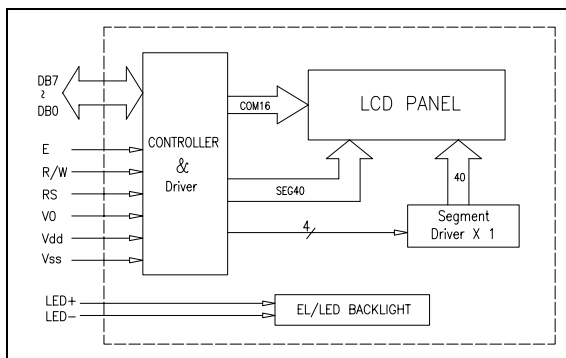 DB7
~
DB0
E
R/W
RS
VO
Vdd
Vss
LED+
LED-
CONTROLLER
&
Driver
COM16
SEG40
4
LCD PANEL
40
Segment
Driver X 1
EL/LED BACKLIGHT